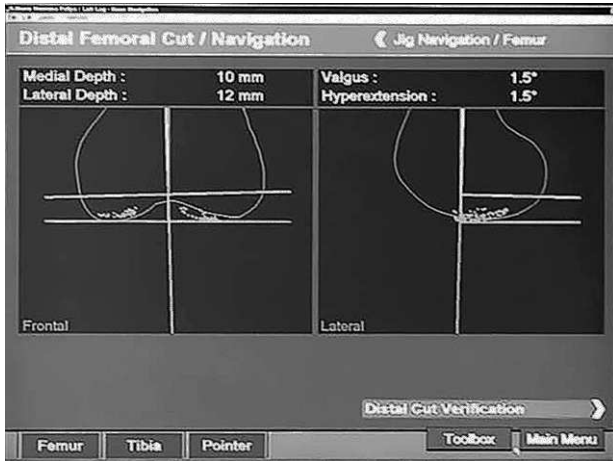 Distal Femoral Cut / Navigation
Jig Navigation / Femur
Medial Depth : 10 mm
Lateral Depth : 12 mm
Valgus : 1.5°
Hyperextension : 1.5°
Frontal
Lateral
Distal Cut Verification
Femur Tibia Pointer Toolbox Main Menu